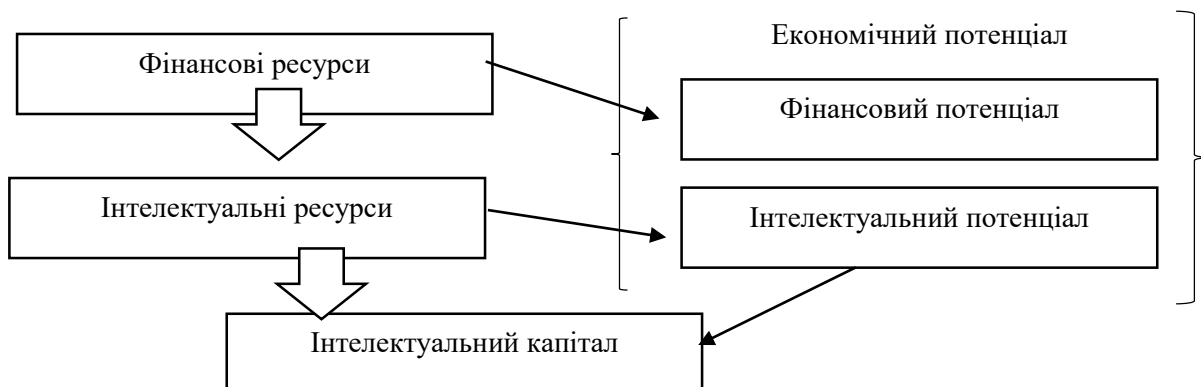 Економічний потенціал
Фінансові ресурси
Фінансовий потенціал
Інтелектуальні ресурси
Інтелектуальний потенціал
Інтелектуальний капітал